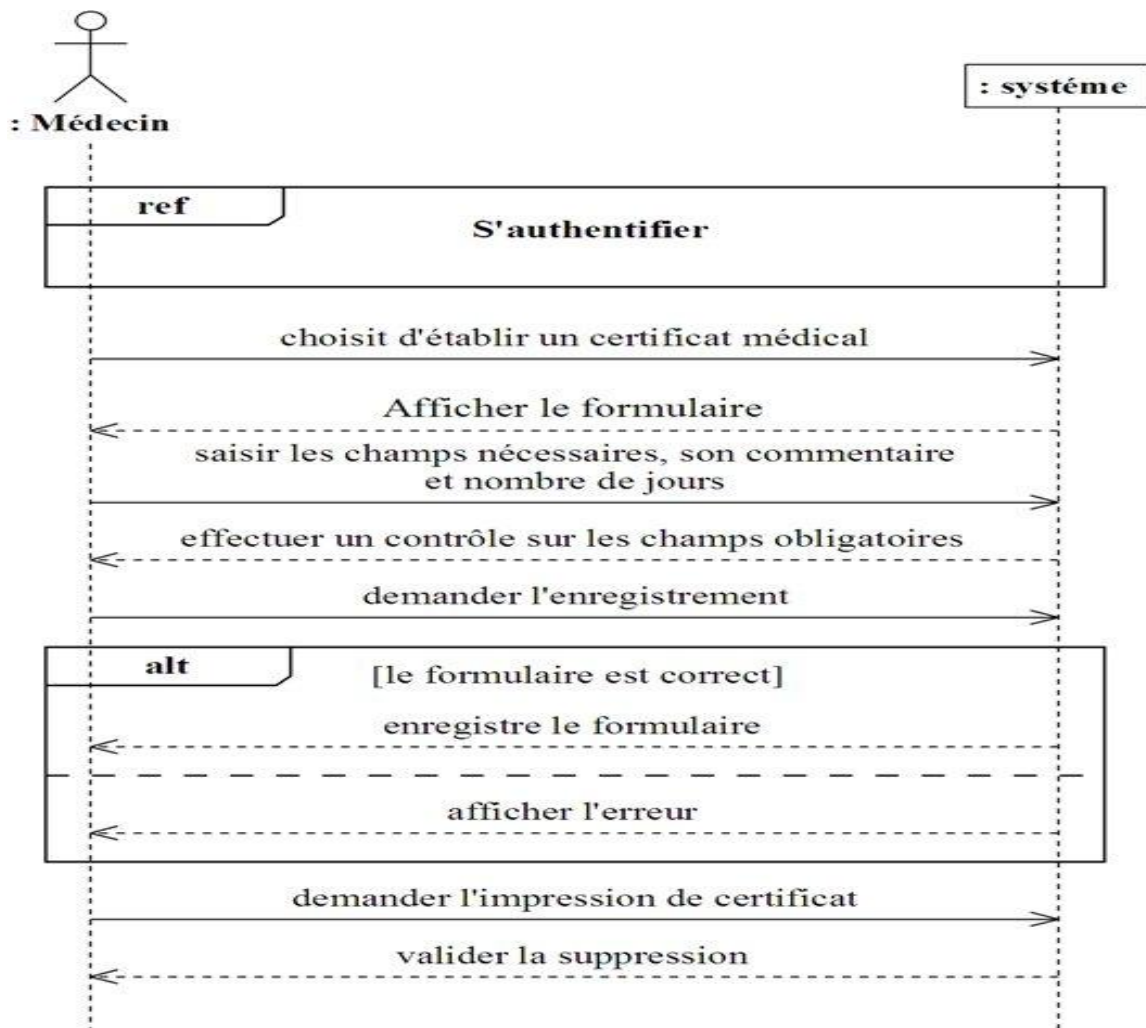 : Médecin
: systéme
ref
S'authentifier
choisit d'établir un certificat médical
Afficher le formulaire
saisir les champs nécessaires, son commentaire
et nombre de jours
effectuer un contrôle sur les champs obligatoires
demander l'enregistrement
alt
[le formulaire est correct]
enregistre le formulaire
afficher l'erreur
demander l'impression de certificat
valider la suppression